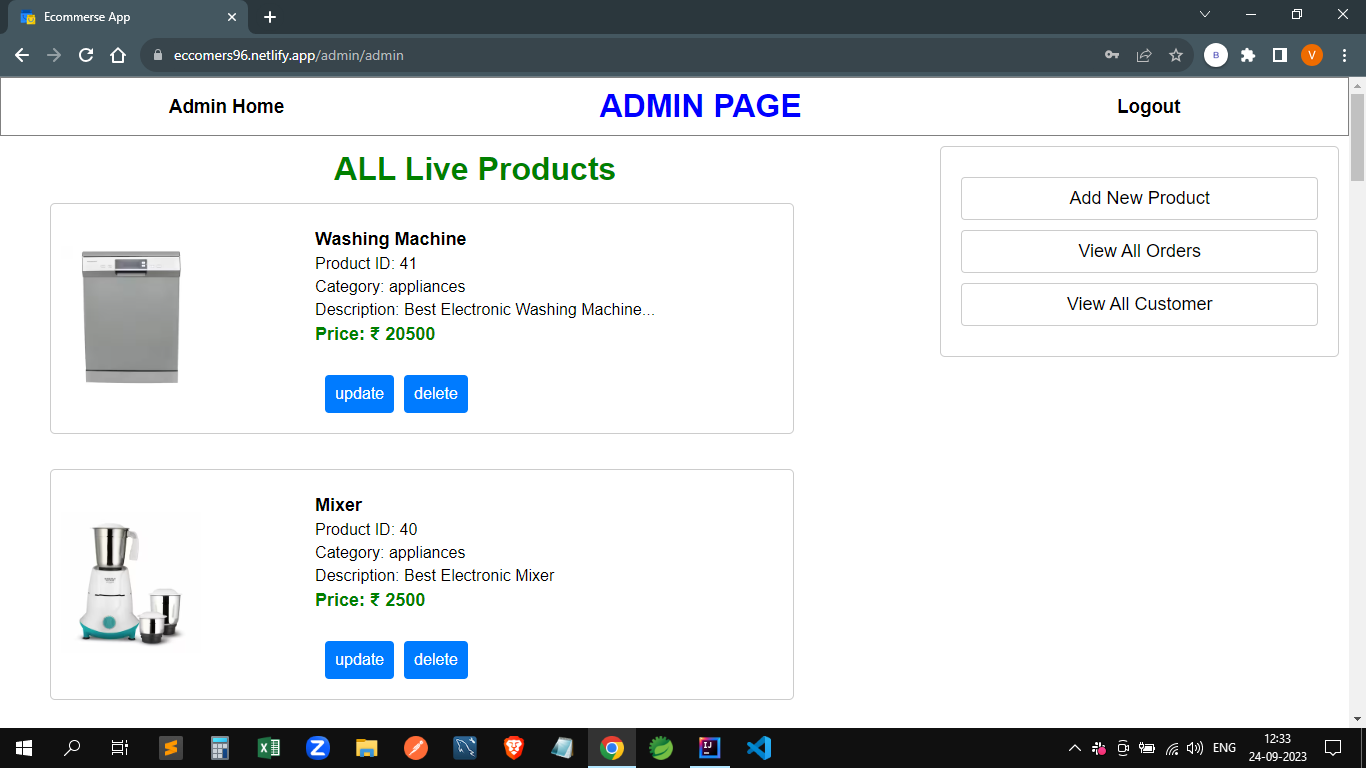 Ecommerse App
eccomers96.netlify.app/admin/admin
B
V
Admin Home
ADMIN PAGE
Logout
ALL Live Products
Washing Machine
Product ID: 41
Category: appliances
Description: Best Electronic Washing Machine...
Price: ₹ 20500
update
delete
Mixer
Product ID: 40
Category: appliances
Description: Best Electronic Mixer
Price: ₹ 2500
update
delete
Add New Product
View All Orders
View All Customer
ENG
12:33
24-09-2023